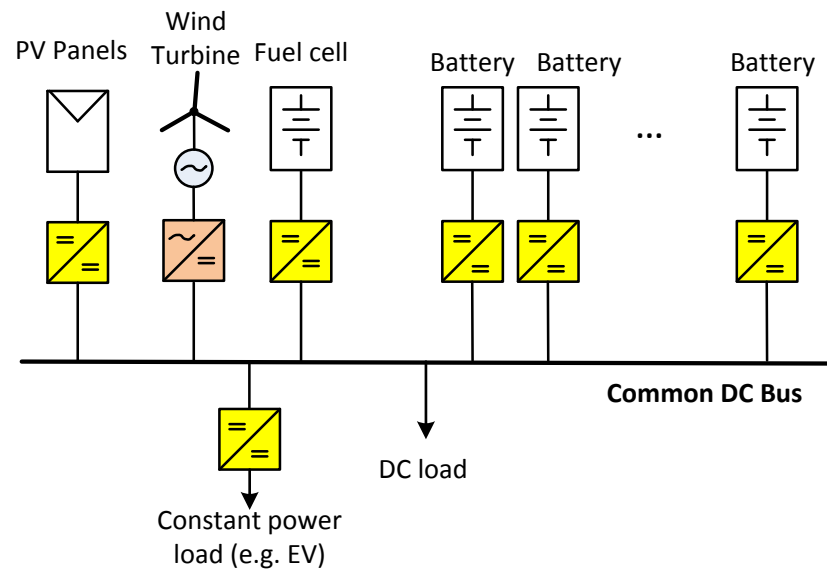 PV Panels
Wind
Turbine
Fuel cell
Battery
Battery
...
Battery
Common DC Bus
DC load
Constant power
load (e.g. EV)